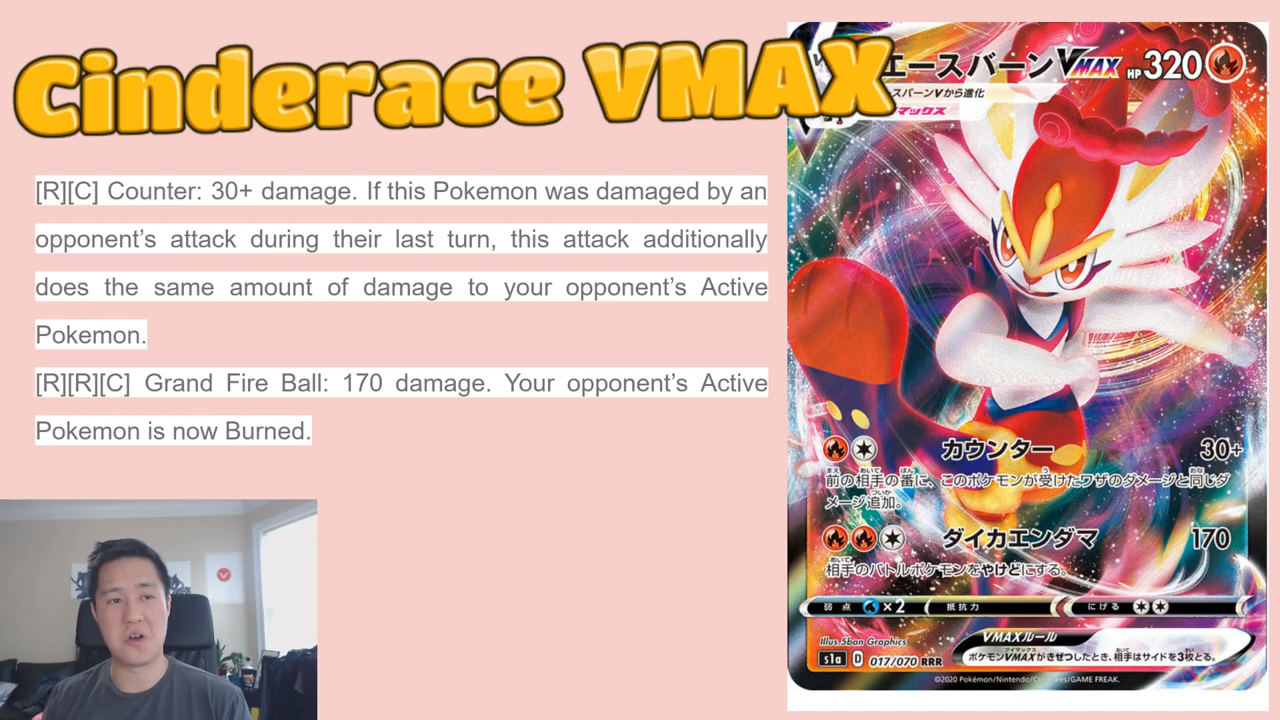 Cinderace VMAX
[R][C] Counter: 30+ damage. If this Pokemon was damaged by an
opponent’s attack during their last turn, this attack additionally
does the same amount of damage to your opponent’s Active
Pokemon.
[R][R][C] Grand Fire Ball: 170 damage. Your opponent’s Active
Pokemon is now Burned.
エースバーンVMAX HP320
スバーンVから進化
マックス
カウンター 30+
前の相手の番に、このポケモンが受けたワザのダメージと同じダ
メージ追加。
ダイカエンダマ 170
相手のバトルポケモンをやけどにする。
弱点 ×2 抵抗力 にげる
Illus.5ban Graphics
VMAXルール
s1a D 017/070 RRR
ポケモンVMAXがきぜつしたとき、相手はサイドを3枚とる。
©2020 Pokémon/Nintendo/Creatures/GAME FREAK.